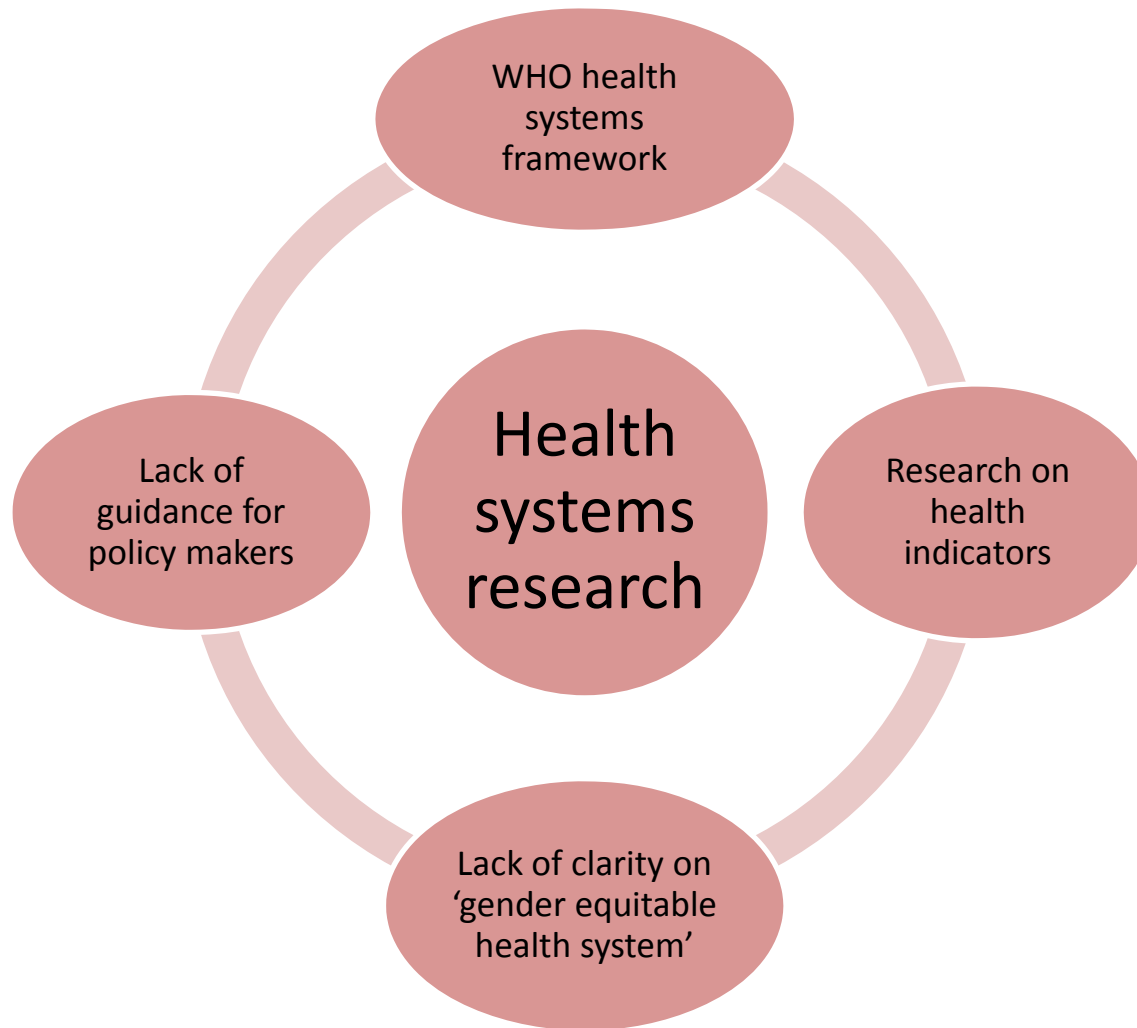 WHO health
systems
framework
Lack of
guidance for
policy makers
Health
systems
research
Research on
health
indicators
Lack of clarity on
‘gender equitable
health system’